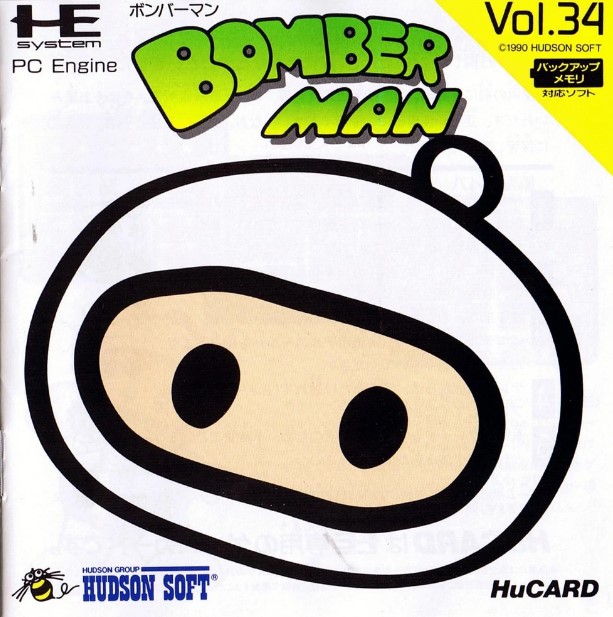 HE
system
PC Engine
ボンバーマン
BOMBER
MAN
Vol.34
©1990 HUDSON SOFT
バックアップ
メモリ
対応ソフト
HUDSON GROUP
HUDSON SOFT®
HuCARD